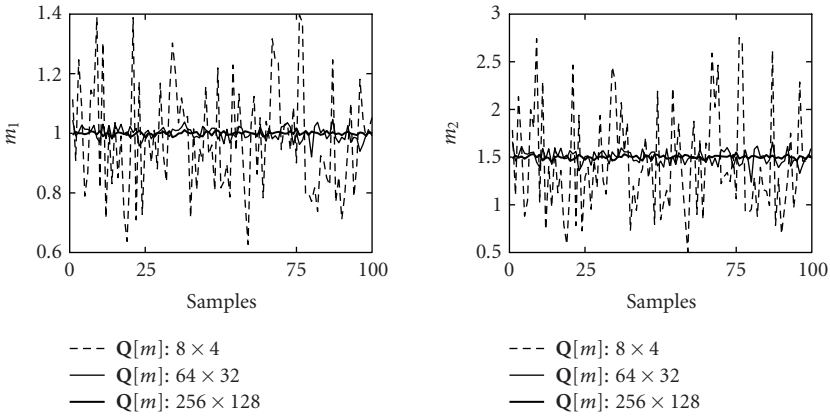 1.4
1.2
1
0.8
0.6
m₁
0 25 75 100
Samples
Q[m]: 8 × 4
64 × 32
256 × 128
3
2.5
2
1.5
1
0.5
m₂
0 25 75 100
Samples
Q[m]: 8 × 4
Q[m]: 64 × 32
Q[m]: 256 × 128